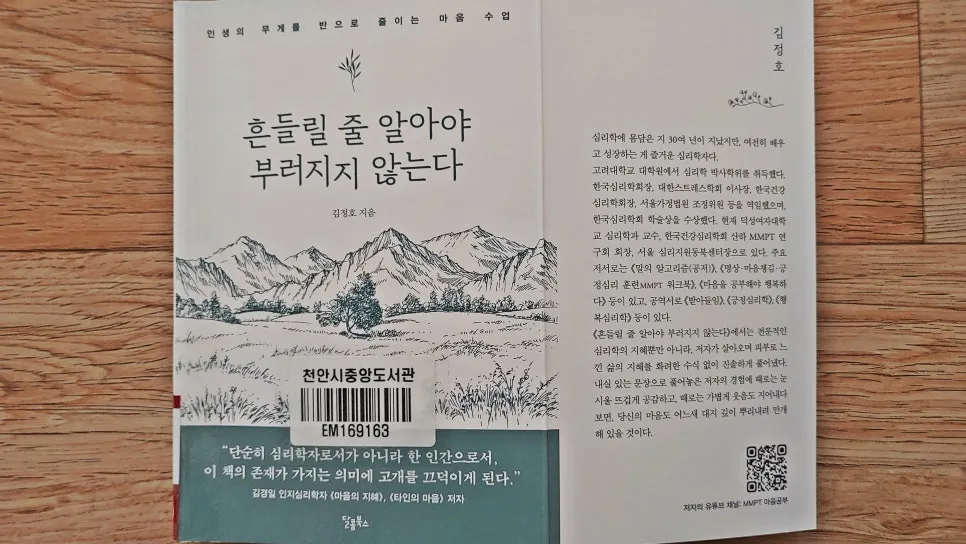 인생의 무게를 반으로 줄이는 마음 수업
흔들릴 줄 알아야
부러지지 않는다
김정호 지음
천안시중앙도서관
EM169163
“단순히 심리학자로서가 아니라 한 인간으로서,
이 책의 존재가 가지는 의미에 고개를 끄덕이게 된다.”
김경일 인지심리학자 《마음의 지혜》, 《타인의 마음》 저자
달콤북스
김정호
심리학에 몸담은 지 30여 년이 지났지만, 여전히 배우
고 성장하는 게 즐거운 심리학자다.
고려대학교 대학원에서 심리학 박사학위를 취득했다.
한국심리학회장, 대한스트레스학회 이사장, 한국건강
심리학회장, 서울가정법원 조정위원 등을 역임했으며,
한국심리학회 학술상을 수상했다. 현재 덕성여자대학
교 심리학과 교수, 한국건강심리학회 산하 MMPT 연
구회 회장, 서울 심리지원동북센터장으로 있다. 주요
저서로는 《말의 알고리즘(공저)》, 《명상·마음챙김·긍
정심리 훈련MMPT 워크북》, 《마음을 공부해야 행복하
다》 등이 있고, 공역서로 《받아들임》, 《긍정심리학》, 《행
복심리학》 등이 있다.
《흔들릴 줄 알아야 부러지지 않는다》에서는 전문적인
심리학의 지혜뿐만 아니라, 저자가 살아오며 피부로 느
낀 삶의 지혜를 화려한 수식 없이 진솔하게 풀어냈다.
내실 있는 문장으로 풀어놓은 저자의 경험에 때로는 눈
시울 뜨겁게 공감하고, 때로는 가볍게 웃음도 지어내다
보면, 당신의 마음도 어느새 대지 깊이 뿌리내려 만개
해 있을 것이다.
저자의 유튜브 채널: MMPT 마음공부